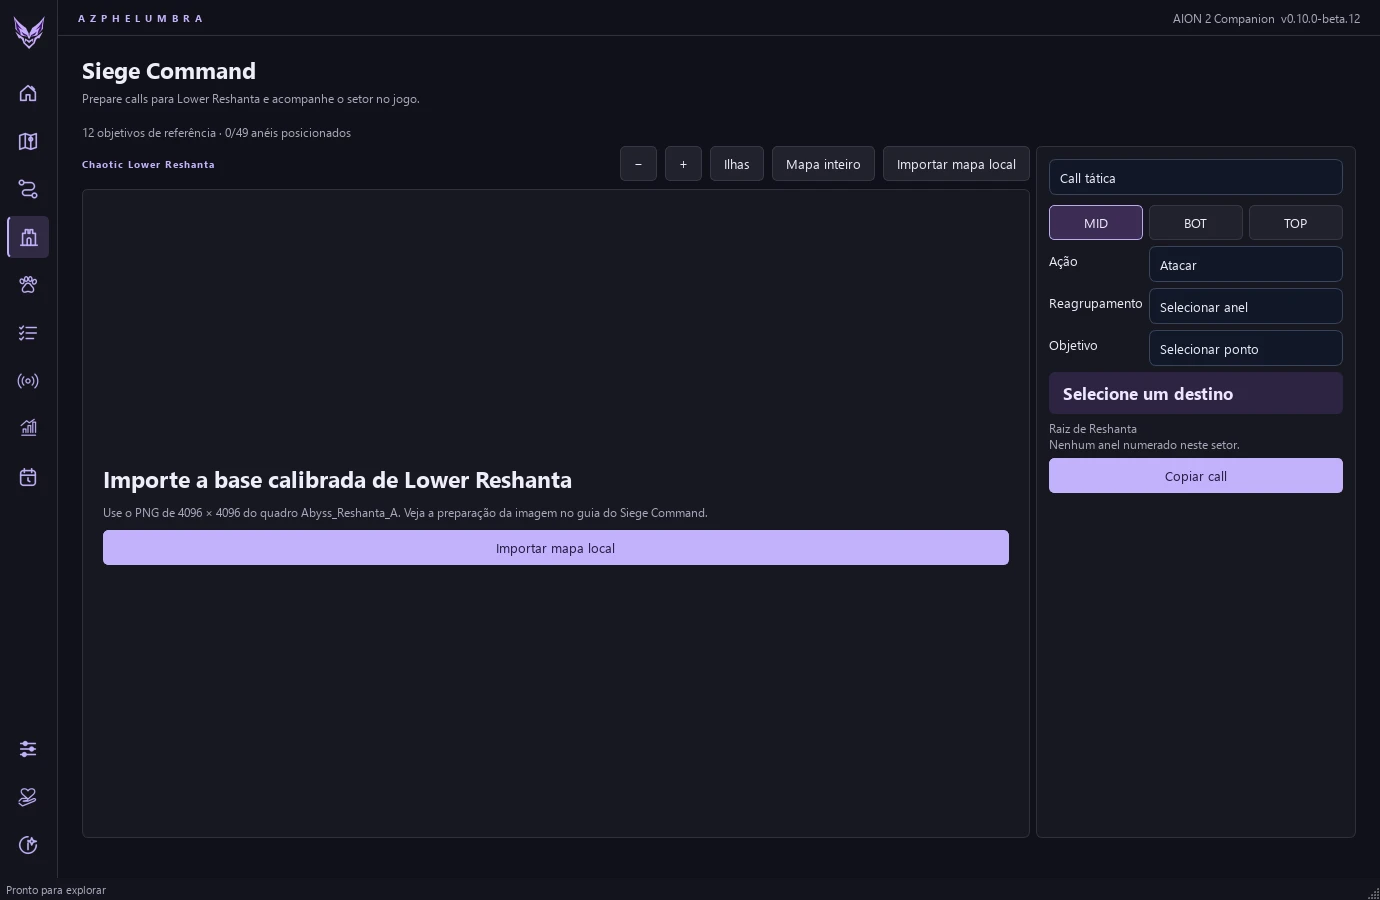 AZPHELUMBRA
AION 2 Companion v0.10.0-beta.12
Siege Command
Prepare calls para Lower Reshanta e acompanhe o setor no jogo.
12 objetivos de referência · 0/49 anéis posicionados
Chaotic Lower Reshanta
− + Ilhas Mapa inteiro Importar mapa local
Importe a base calibrada de Lower Reshanta
Use o PNG de 4096 × 4096 do quadro Abyss_Reshanta_A. Veja a preparação da imagem no guia do Siege Command.
Importar mapa local
Call tática
MID BOT TOP
Ação Atacar
Reagrupamento Selecionar anel
Objetivo Selecionar ponto
Selecione um destino
Raiz de Reshanta
Nenhum anel numerado neste setor.
Copiar call
Pronto para explorar